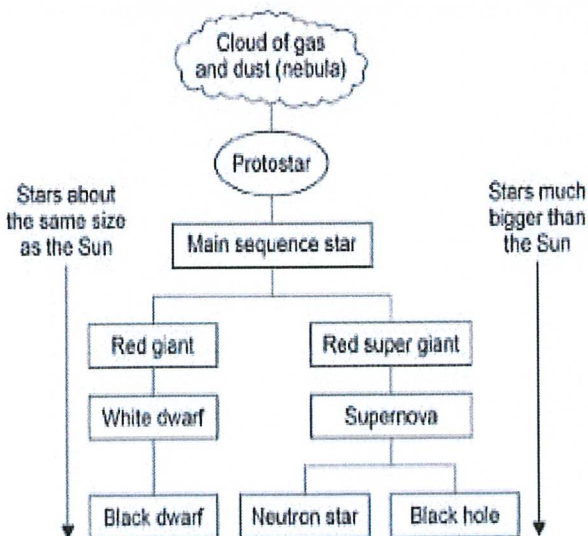 Cloud of gas
and dust (nebula)
Protostar
Stars about
the same size
as the Sun
Stars much
bigger than
the Sun
Main sequence star
Red giant
Red super giant
White dwarf
Supernova
Black dwarf
Neutron star
Black hole